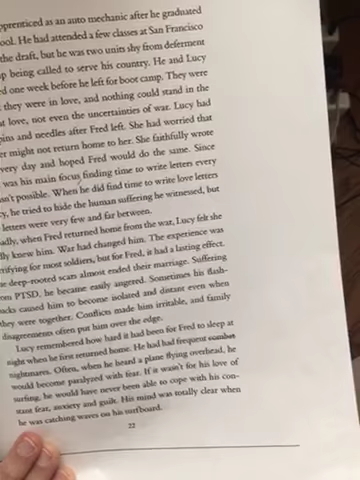 pprenticed as an auto mechanic after he graduated
ool. He had attended a few classes at San Francisco
the draft, but he was two units shy from deferment
p being called to serve his country. He and Lucy
ed one week before he left for boot camp. They were
they were in love, and nothing could stand in the
t love, not even the uncertainties of war. Lucy had
pins and needles after Fred left. She had worried that
er might not return home to her. She faithfully wrote
very day and hoped Fred would do the same. Since
was his main focus, finding time to write letters every
sn't possible. When he did find time to write love letters
cy, he tried to hide the human suffering he witnessed, but
letters were very few and far between.
adly, when Fred returned home from the war, Lucy felt she
lly knew him. War had changed him. The experience was
rrifying for most soldiers, but for Fred, it had a lasting effect.
e deep-rooted scars almost ended their marriage. Suffering
om PTSD, he became easily angered. Sometimes his flash-
acks caused him to become isolated and distant even when
they were together. Conflicts made him irritable, and family
disagreements often put him over the edge.
Lucy remembered how hard it had been for Fred to sleep at
night when he first returned home. He had had frequent combat
nightmares. Often, when he heard a plane flying overhead, he
would become paralyzed with fear. If it wasn't for his love of
surfing, he would have never been able to cope with his con-
stant fear, anxiety and guilt. His mind was totally clear when
he was catching waves on his surfboard.
22